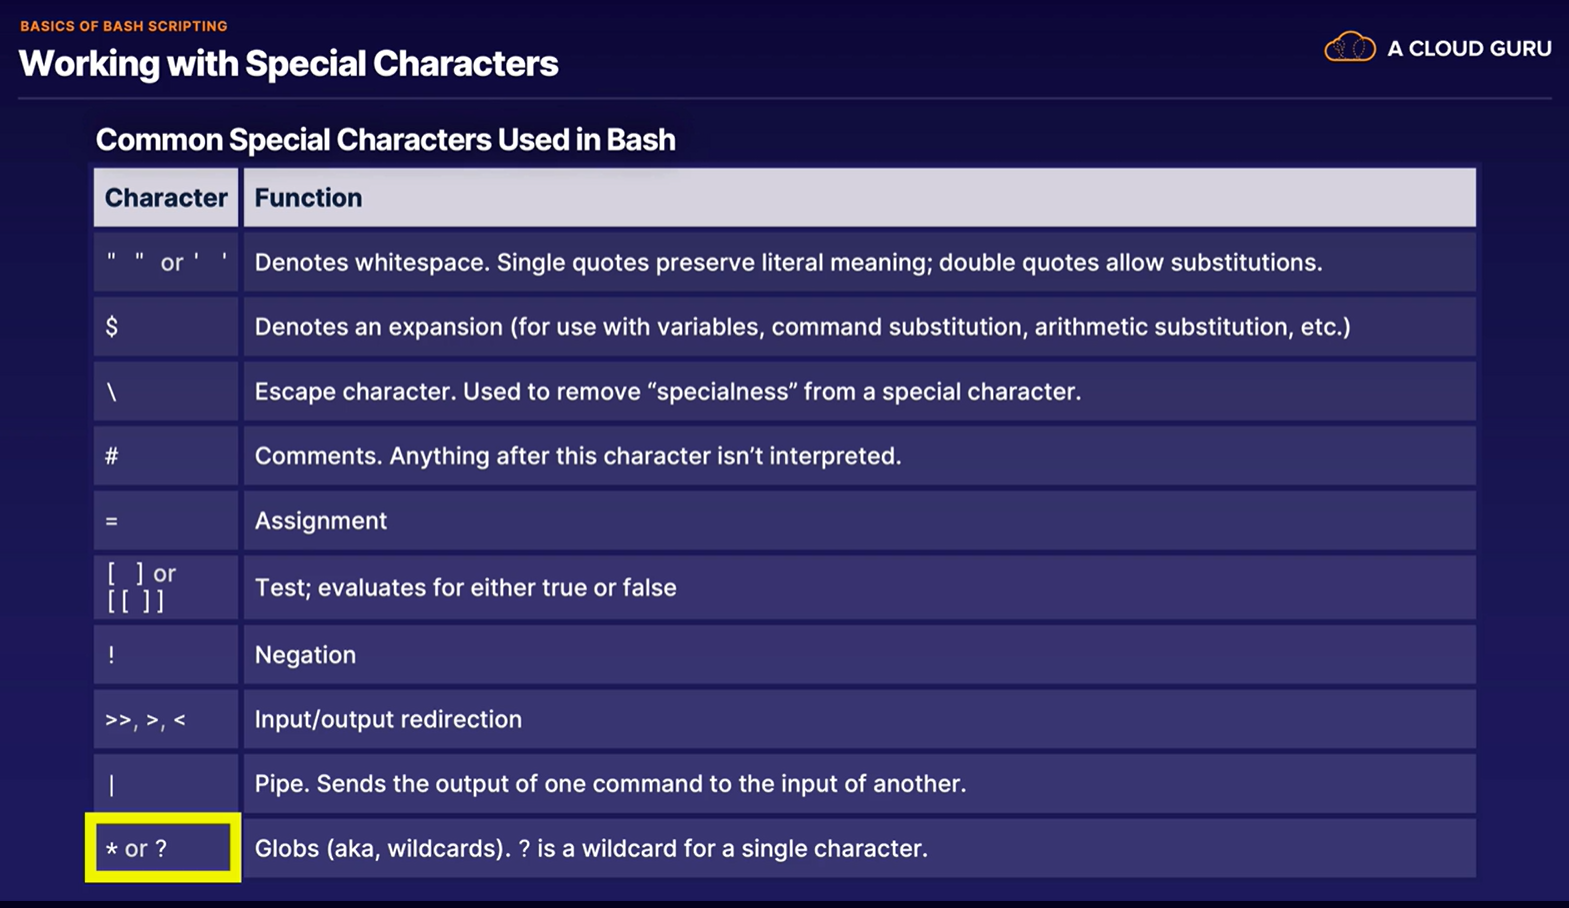 BASICS OF BASH SCRIPTING
Working with Special Characters
A CLOUD GURU
Common Special Characters Used in Bash
Character Function
" " or ' ' Denotes whitespace. Single quotes preserve literal meaning; double quotes allow substitutions.
$ Denotes an expansion (for use with variables, command substitution, arithmetic substitution, etc.)
\ Escape character. Used to remove “specialness” from a special character.
# Comments. Anything after this character isn’t interpreted.
= Assignment
[ ] or
[[ ]]
Test; evaluates for either true or false
! Negation
>>, >, < Input/output redirection
| Pipe. Sends the output of one command to the input of another.
* or ? Globs (aka, wildcards). ? is a wildcard for a single character.